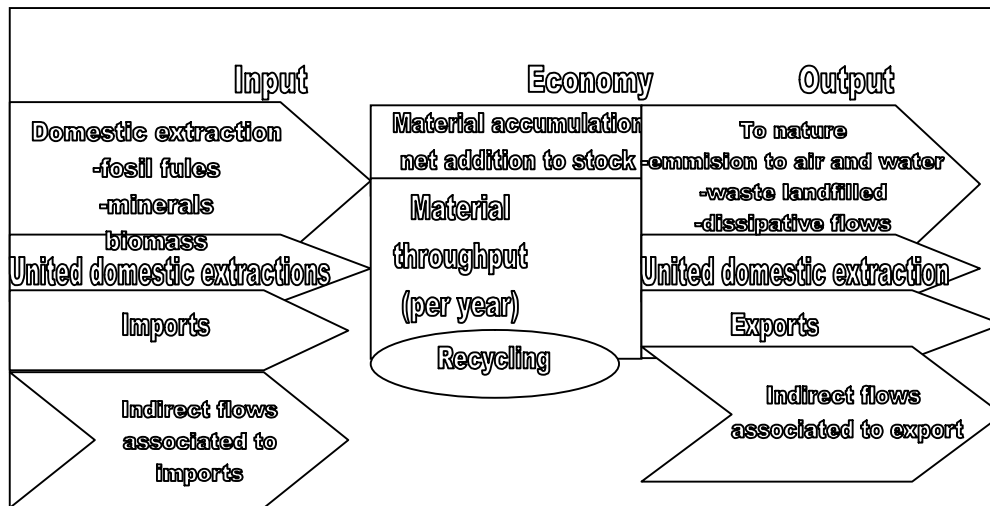 Input
Economy
Output
Domestic extraction
-fosil fules
-minerals
biomass
United domestic extractions
Imports
Indirect flows
associated to
imports
Material accumulation
net addition to stock
Material
throughput
(per year)
Recycling
To nature
-emmision to air and water
-waste landfilled
-dissipative flows
United domestic extraction
Exports
Indirect flows
associated to export